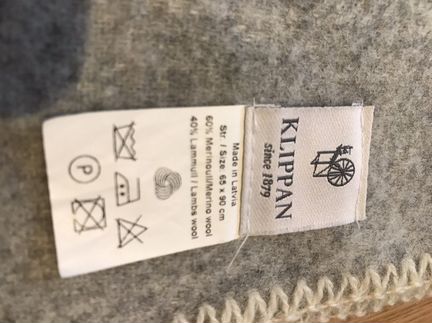 KLIPPAN
since 1879
Made in Latvia
Str. / Size 65 x 90 cm
60% Merinoull/Merino wool
40% Lammull / Lambs wool
P